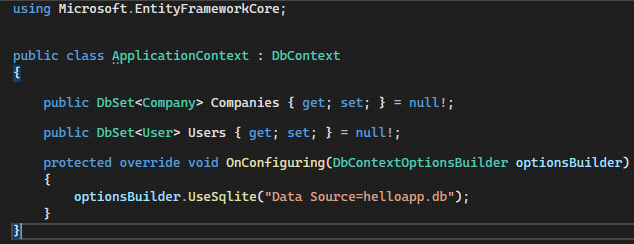 using Microsoft.EntityFrameworkCore;
public class ApplicationContext : DbContext
{
public DbSet<Company> Companies { get; set; } = null!;
public DbSet<User> Users { get; set; } = null!;
protected override void OnConfiguring(DbContextOptionsBuilder optionsBuilder)
{
optionsBuilder.UseSqlite("Data Source=helloapp.db");
}
}